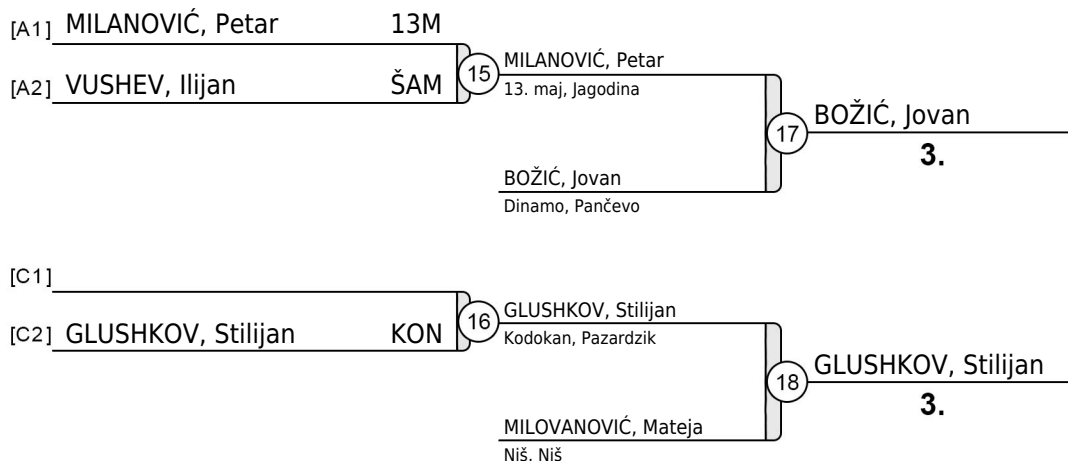 [A1] MILANOVIĆ, Petar 13M
[A2] VUSHEV, Ilijan ŠAM
15
MILANOVIĆ, Petar
13. maj, Jagodina
BOŽIĆ, Jovan
Dinamo, Pančevo
17
BOŽIĆ, Jovan
3.
[C1]
[C2] GLUSHKOV, Stilijan KON
16
GLUSHKOV, Stilijan
Kodokan, Pazardzik
MILOVANOVIĆ, Mateja
Niš, Niš
18
GLUSHKOV, Stilijan
3.